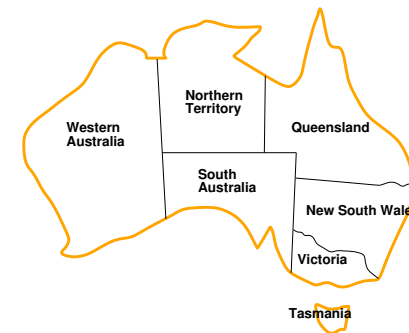 Northern
Territory
Western
Australia
Queensland
South
Australia
New South Wale
Victoria
Tasmania